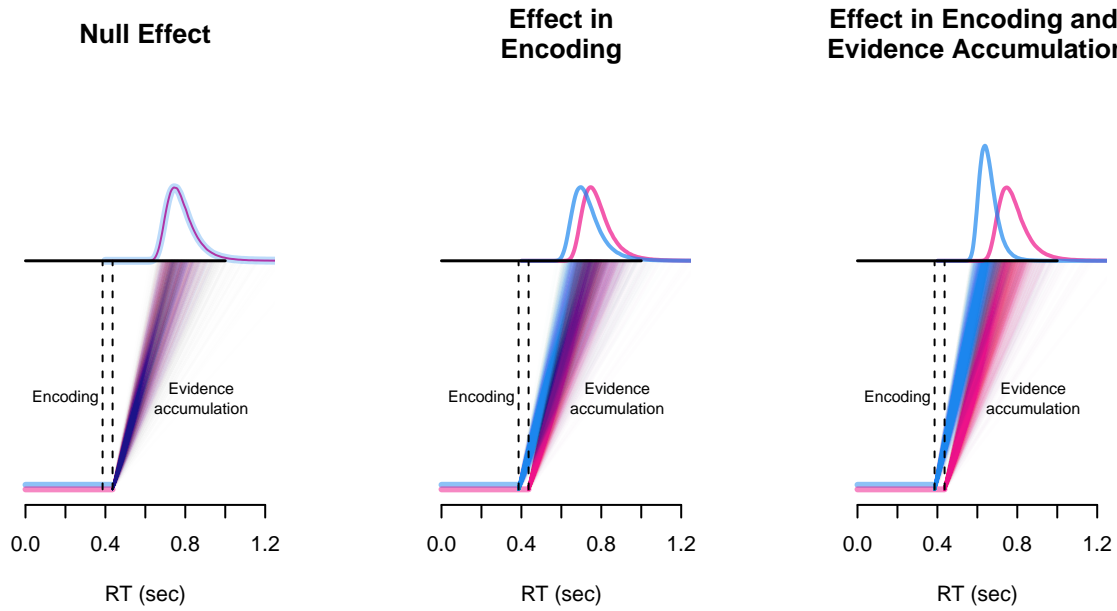 Null Effect
Effect in
Encoding
Effect in Encoding and
Evidence Accumulation
Encoding
Evidence
accumulation
Encoding
Evidence
accumulation
Encoding
Evidence
accumulation
0.0 0.4 0.8 1.2
0.0 0.4 0.8 1.2
0.0 0.4 0.8 1.2
RT (sec)
RT (sec)
RT (sec)